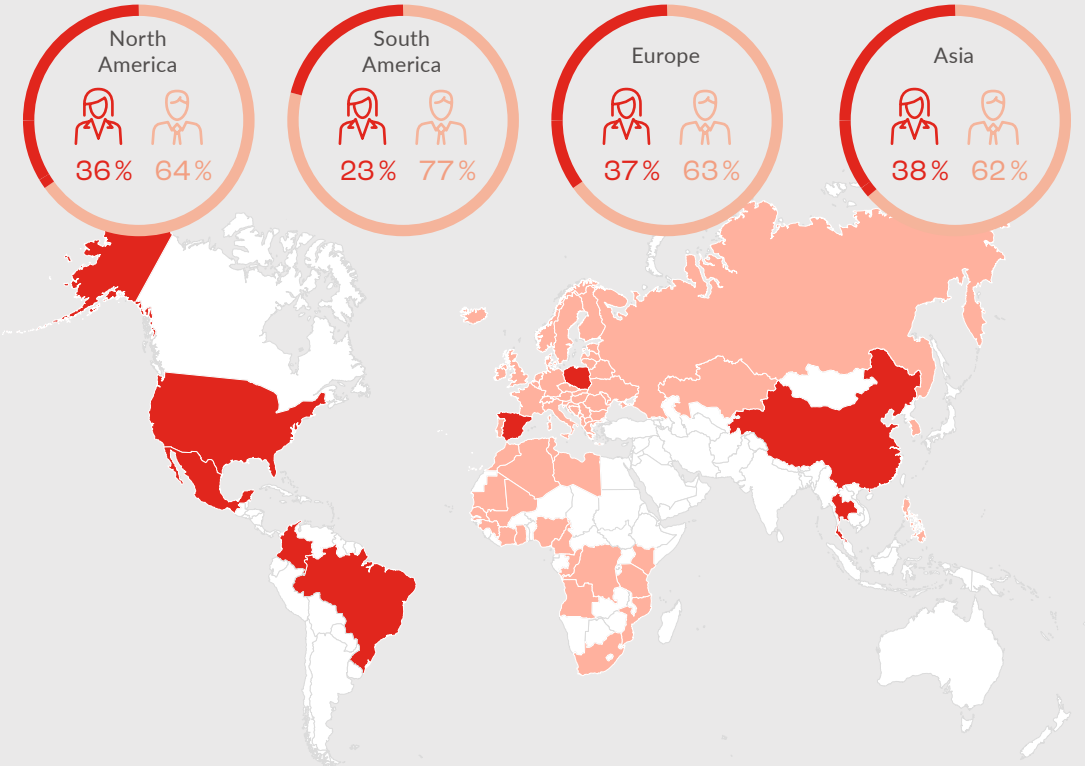 North
America
36% 64%
South
America
23% 77%
Europe
37% 63%
Asia
38% 62%